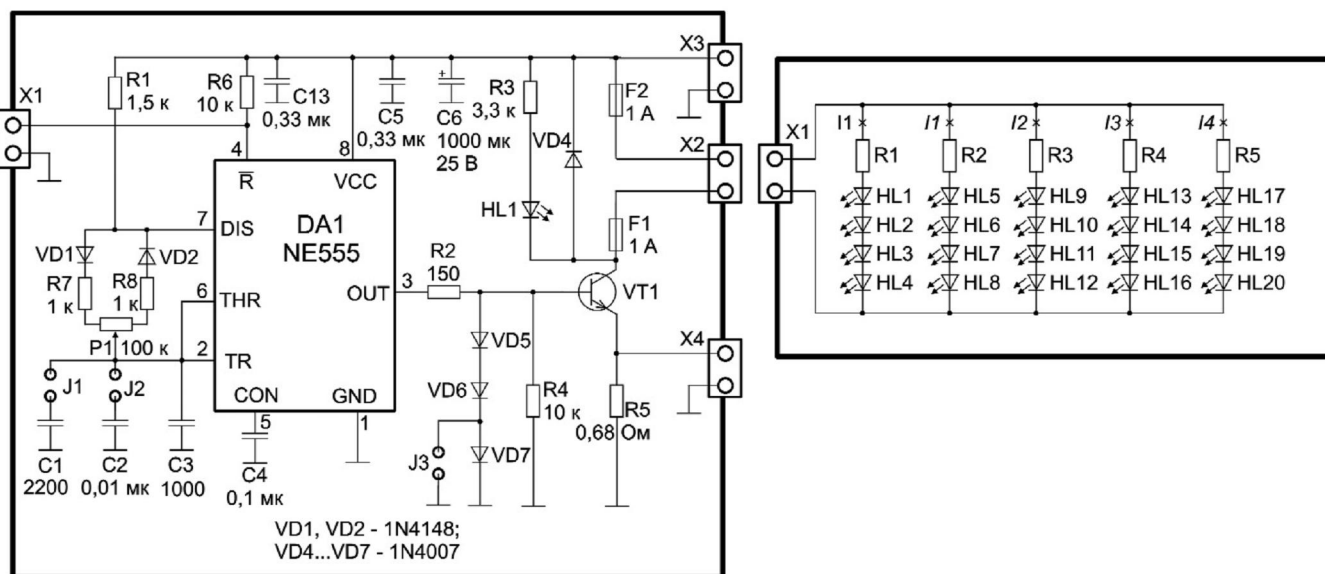 X1
R1
1,5 к
R6
10 к
C13
0,33 мк
C5
0,33 мк
C6
1000 мк
25 В
+
R3
3,3 к
VD4
HL1
F2
1 А
X3
X2
F1
1 А
4
8
R
VCC
DA1
NE555
7
DIS
VD1
VD2
R7
1 к
R8
1 к
6
THR
OUT
3
R2
150
VT1
P1 100 к
2
TR
J1
J2
CON
GND
5
1
VD5
VD6
R4
10 к
X4
R5
0,68 Ом
C1
2200
C2
0,01 мк
C3
1000
C4
0,1 мк
J3
VD7
VD1, VD2 - 1N4148;
VD4...VD7 - 1N4007
X1
I1
I1
I2
I3
I4
R1
R2
R3
R4
R5
HL1
HL5
HL9
HL13
HL17
HL2
HL6
HL10
HL14
HL18
HL3
HL7
HL11
HL15
HL19
HL4
HL8
HL12
HL16
HL20